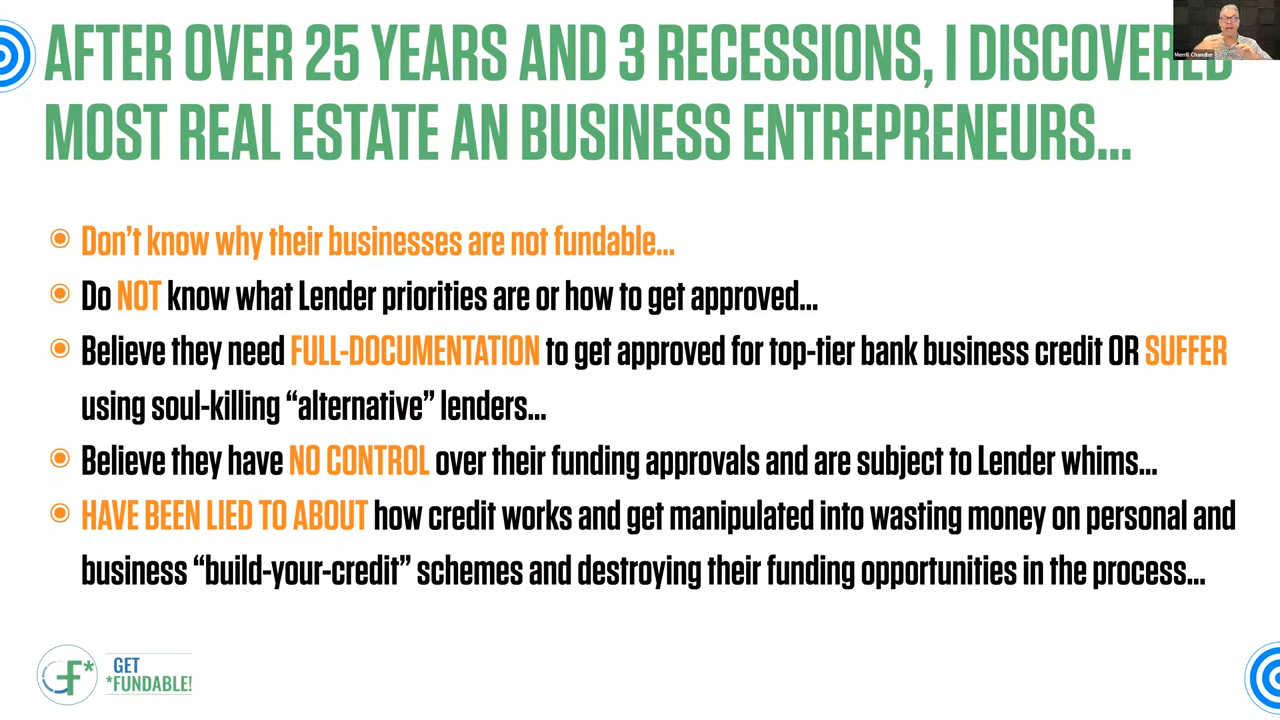 AFTER OVER 25 YEARS AND 3 RECESSIONS, I DISCOVERED
MOST REAL ESTATE AN BUSINESS ENTREPRENEURS...
Don't know why their businesses are not fundable...
Do NOT know what Lender priorities are or how to get approved...
Believe they need FULL-DOCUMENTATION to get approved for top-tier bank business credit OR SUFFER
using soul-killing “alternative” lenders...
Believe they have NO CONTROL over their funding approvals and are subject to Lender whims...
HAVE BEEN LIED TO ABOUT how credit works and get manipulated into wasting money on personal and
business “build-your-credit” schemes and destroying their funding opportunities in the process...
Merrill Chandler
GF*
GET
*FUNDABLE!